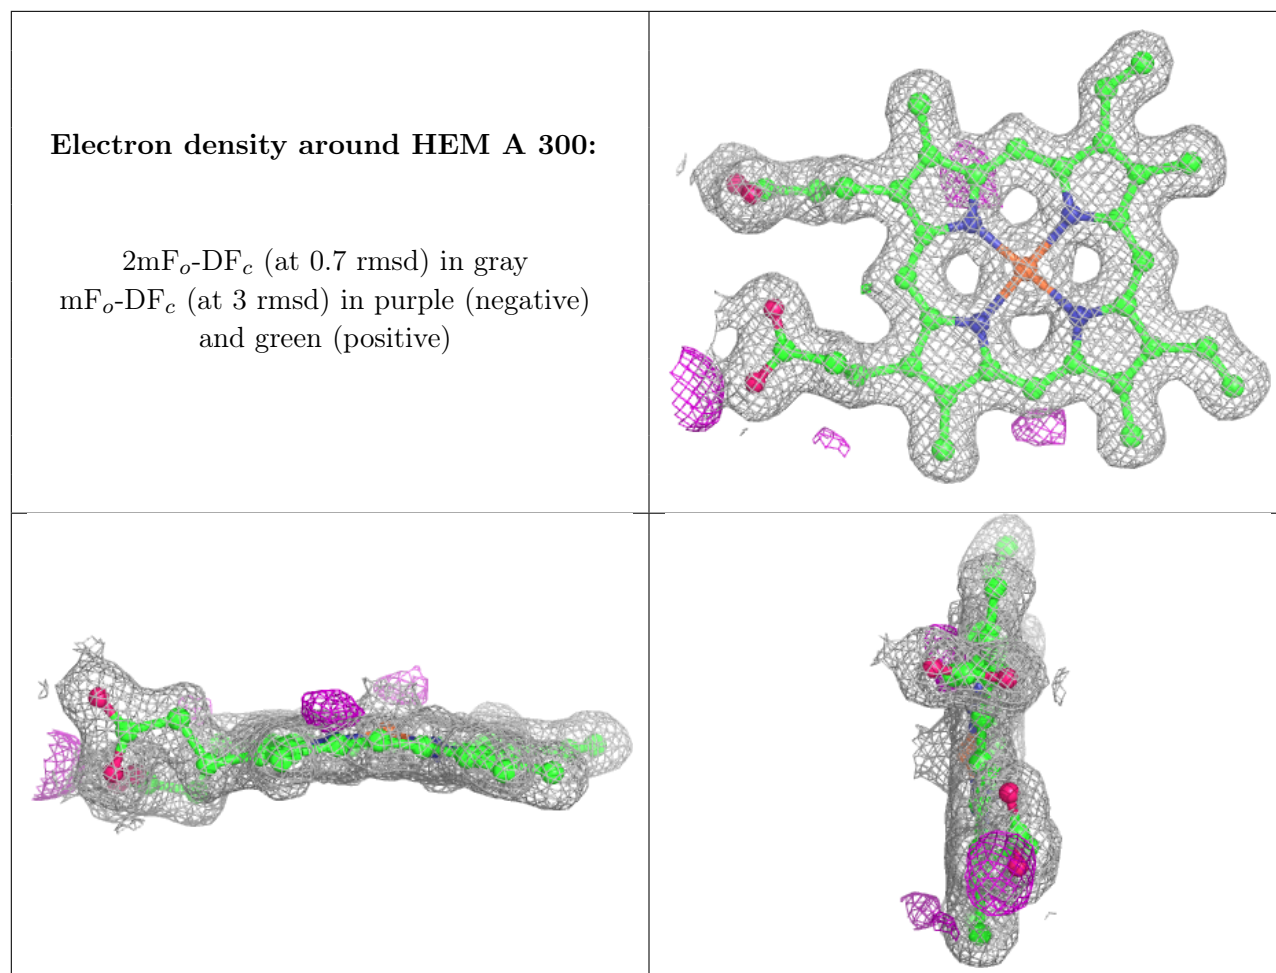 Electron density around HEM A 300:
2mFo-DFc (at 0.7 rmsd) in gray
mFo-DFc (at 3 rmsd) in purple (negative)
and green (positive)